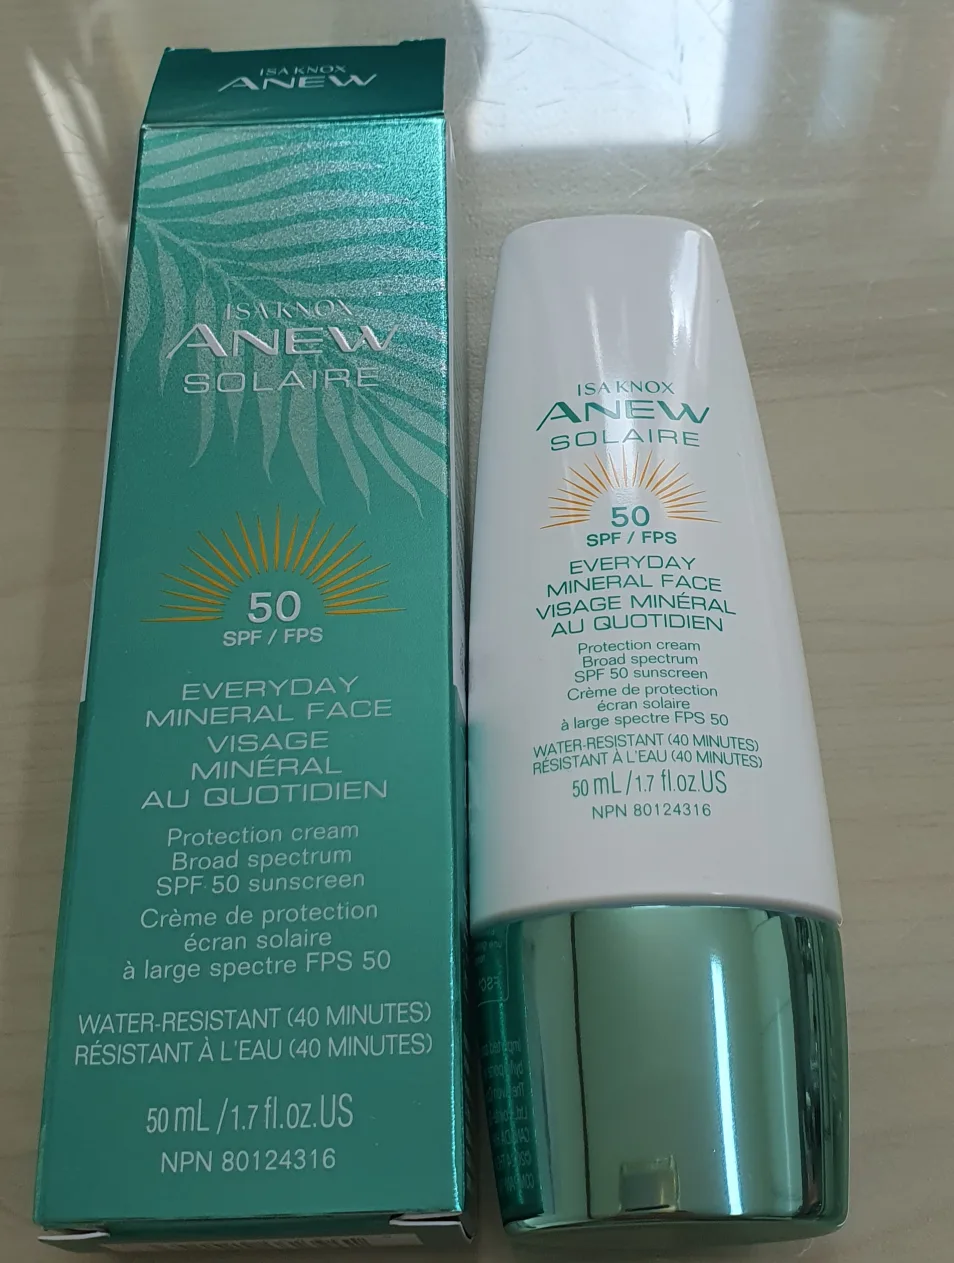 ISA KNOX
ANEW
ISA KNOX
ANEW
SOLAIRE
50
SPF / FPS
EVERYDAY
MINERAL FACE
VISAGE
MINÉRAL
AU QUOTIDIEN
Protection cream
Broad spectrum
SPF 50 sunscreen
Crème de protection
écran solaire
à large spectre FPS 50
WATER-RESISTANT (40 MINUTES)
RÉSISTANT À L'EAU (40 MINUTES)
50 mL / 1.7 fl.oz.US
NPN 80124316
ISA KNOX
ANEW
SOLAIRE
50
SPF / FPS
EVERYDAY
MINERAL FACE
VISAGE MINÉRAL
AU QUOTIDIEN
Protection cream
Broad spectrum
SPF 50 sunscreen
Crème de protection
écran solaire
à large spectre FPS 50
WATER-RESISTANT (40 MINUTES)
RÉSISTANT À L'EAU (40 MINUTES)
50 mL / 1.7 fl.oz.US
NPN 80124316